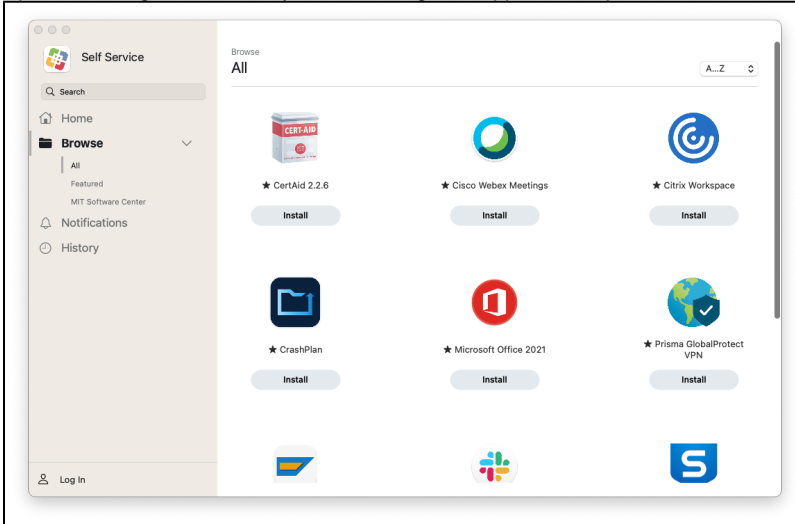 Self Service
Search
Home
Browse
All
Featured
MIT Software Center
Notifications
History
Log In
Browse
All
A...Z
CERT-AID
MIT
★ CertAid 2.2.6
Install
★ Cisco Webex Meetings
Install
★ Citrix Workspace
Install
★ CrashPlan
Install
★ Microsoft Office 2021
Install
★ Prisma GlobalProtect
VPN
Install
S